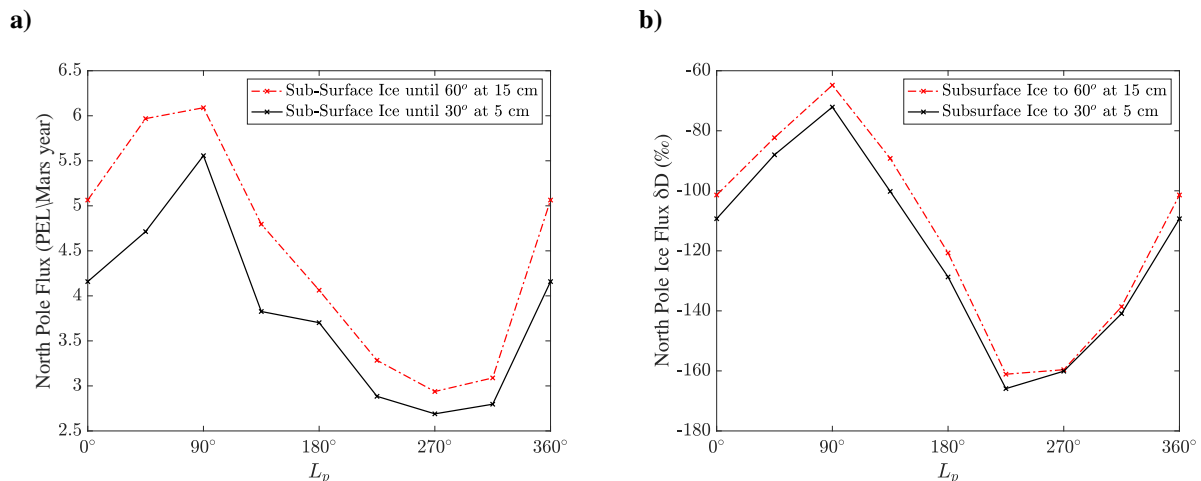 a)
b)
North Pole Flux (PEL\Mars year)
6.5
6
5.5
5
4.5
4
3.5
3
2.5
0°
90°
180°
270°
360°
L_p
Sub-Surface Ice until 60° at 15 cm
Sub-Surface Ice until 30° at 5 cm
North Pole Ice Flux δD (‰)
-60
-80
-100
-120
-140
-160
-180
0°
90°
180°
270°
360°
L_p
Subsurface Ice to 60° at 15 cm
Subsurface Ice to 30° at 5 cm